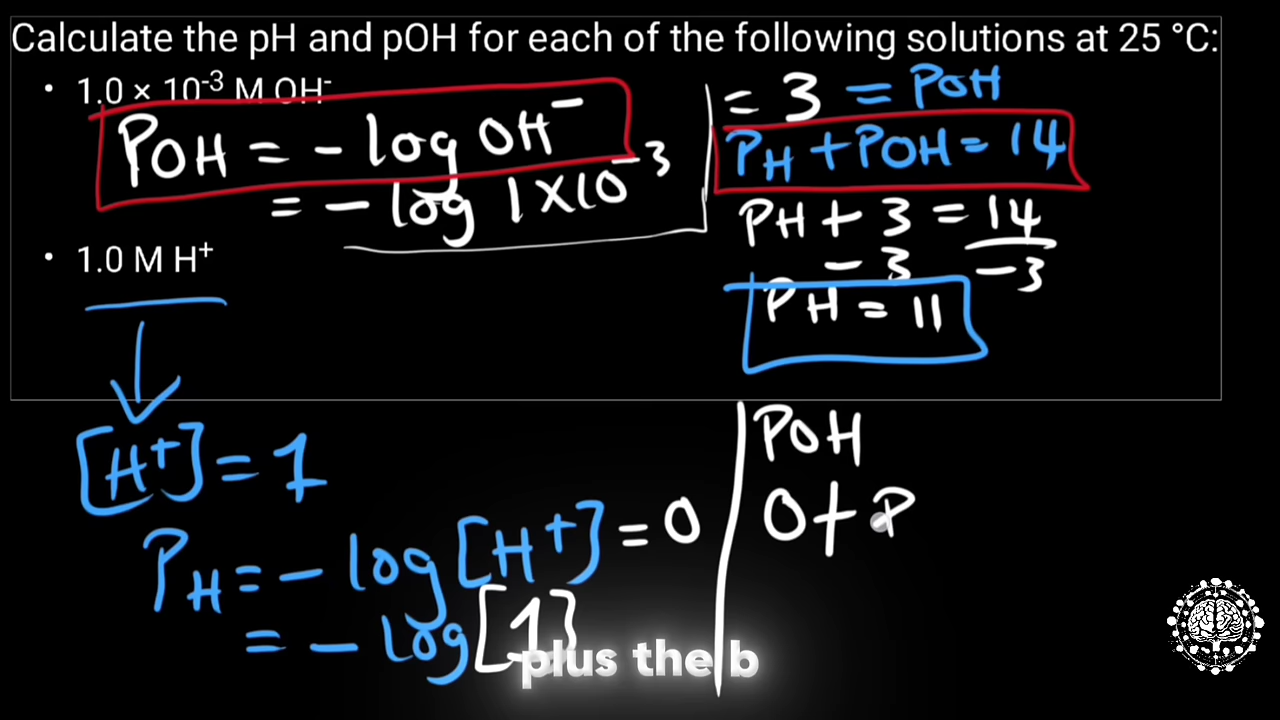 Calculate the pH and pOH for each of the following solutions at 25 °C:
• 1.0 × 10⁻³ M OH⁻
POH = - log OH⁻
= - log 1X10⁻³
= 3 = POH
PH + POH = 14
PH + 3 = 14
- 3 - 3
PH = 11
• 1.0 M H⁺
[H⁺] = 1
PH = - log [H⁺] = 0
= - log [1]
POH
0 + P
plus the b